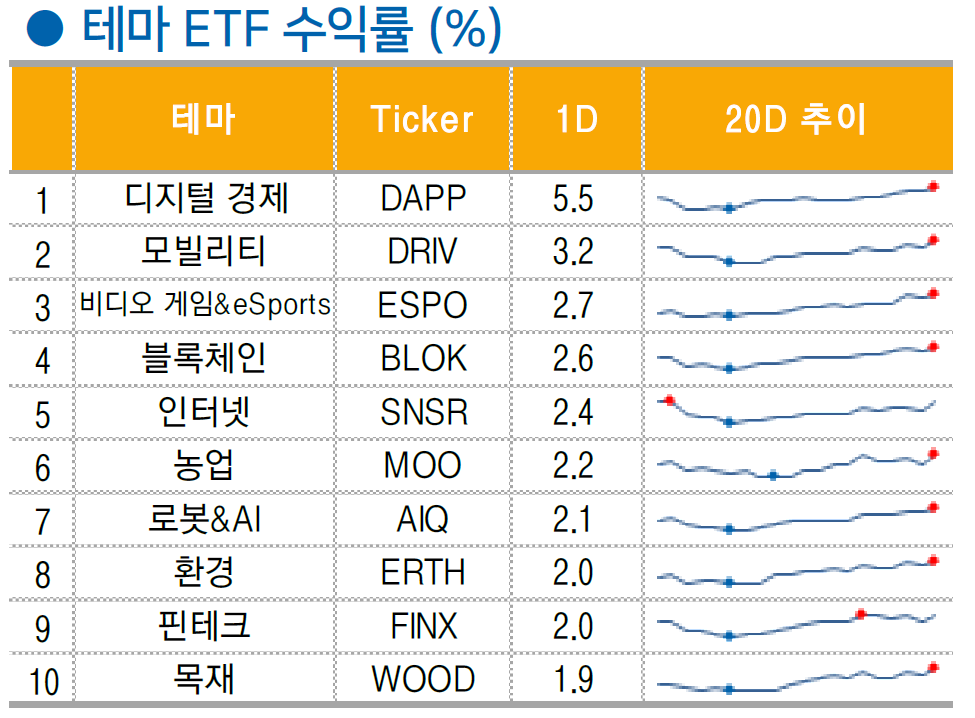 ● 테마 ETF 수익률 (%)
테마 Ticker 1D 20D 추이
1 디지털 경제 DAPP 5.5
2 모빌리티 DRIV 3.2
3 비디오 게임&eSports ESPO 2.7
4 블록체인 BLOK 2.6
5 인터넷 SNSR 2.4
6 농업 MOO 2.2
7 로봇&AI AIQ 2.1
8 환경 ERTH 2.0
9 핀테크 FINX 2.0
10 목재 WOOD 1.9